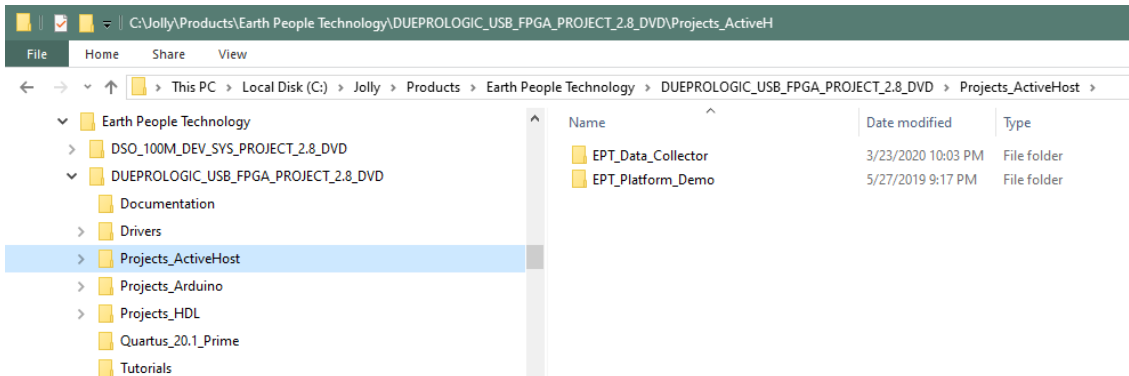 C:\Jolly\Products\Earth People Technology\DUEPROLOGIC_USB_FPGA_PROJECT_2.8_DVD\Projects_ActiveH
File Home Share View
This PC > Local Disk (C:) > Jolly > Products > Earth People Technology > DUEPROLOGIC_USB_FPGA_PROJECT_2.8_DVD > Projects_ActiveHost >
Earth People Technology
DSO_100M_DEV_SYS_PROJECT_2.8_DVD
DUEPROLOGIC_USB_FPGA_PROJECT_2.8_DVD
Documentation
Drivers
Projects_ActiveHost
Projects_Arduino
Projects_HDL
Quartus_20.1_Prime
Tutorials
Name Date modified Type
EPT_Data_Collector 3/23/2020 10:03 PM File folder
EPT_Platform_Demo 5/27/2019 9:17 PM File folder